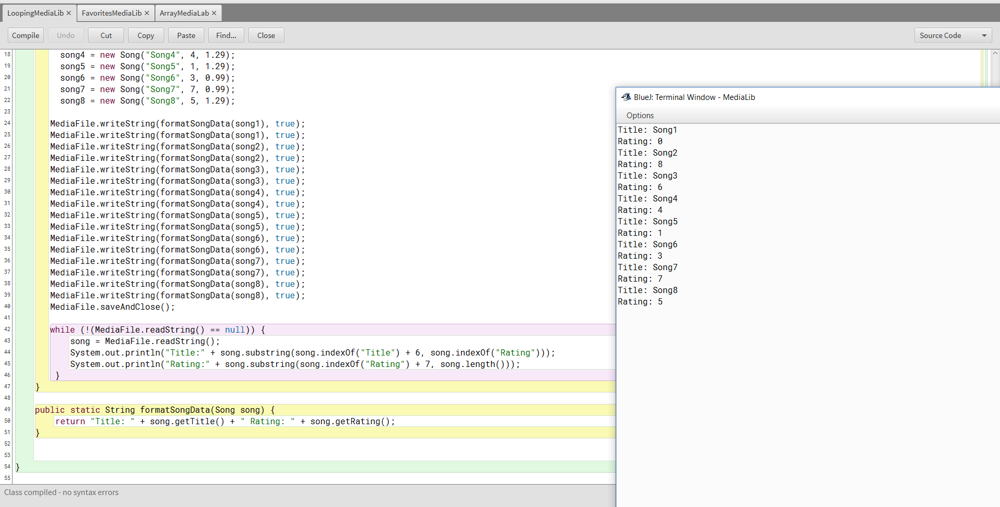 LoopingMediaLib × FavoritesMediaLib × ArrayMediaLab ×
Compile Undo Cut Copy Paste Find... Close Source Code
18 song4 = new Song("Song4", 4, 1.29);
19 song5 = new Song("Song5", 1, 1.29);
20 song6 = new Song("Song6", 3, 0.99);
21 song7 = new Song("Song7", 7, 0.99);
22 song8 = new Song("Song8", 5, 1.29);
23
24 MediaFile.writeString(formatSongData(song1), true);
25 MediaFile.writeString(formatSongData(song1), true);
26 MediaFile.writeString(formatSongData(song2), true);
27 MediaFile.writeString(formatSongData(song2), true);
28 MediaFile.writeString(formatSongData(song3), true);
29 MediaFile.writeString(formatSongData(song3), true);
30 MediaFile.writeString(formatSongData(song4), true);
31 MediaFile.writeString(formatSongData(song4), true);
32 MediaFile.writeString(formatSongData(song5), true);
33 MediaFile.writeString(formatSongData(song5), true);
34 MediaFile.writeString(formatSongData(song6), true);
35 MediaFile.writeString(formatSongData(song6), true);
36 MediaFile.writeString(formatSongData(song7), true);
37 MediaFile.writeString(formatSongData(song7), true);
38 MediaFile.writeString(formatSongData(song8), true);
39 MediaFile.writeString(formatSongData(song8), true);
40 MediaFile.saveAndClose();
41
42 while (!(MediaFile.readString() == null)) {
43 song = MediaFile.readString();
44 System.out.println("Title:" + song.substring(song.indexOf("Title") + 6, song.indexOf("Rating")));
45 System.out.println("Rating:" + song.substring(song.indexOf("Rating") + 7, song.length()));
46 }
47 }
48
49 public static String formatSongData(Song song) {
50 return "Title: " + song.getTitle() + " Rating: " + song.getRating();
51 }
52
53
54 }
55
Class compiled - no syntax errors
BlueJ: Terminal Window - MediaLib
Options
Title: Song1
Rating: 0
Title: Song2
Rating: 8
Title: Song3
Rating: 6
Title: Song4
Rating: 4
Title: Song5
Rating: 1
Title: Song6
Rating: 3
Title: Song7
Rating: 7
Title: Song8
Rating: 5